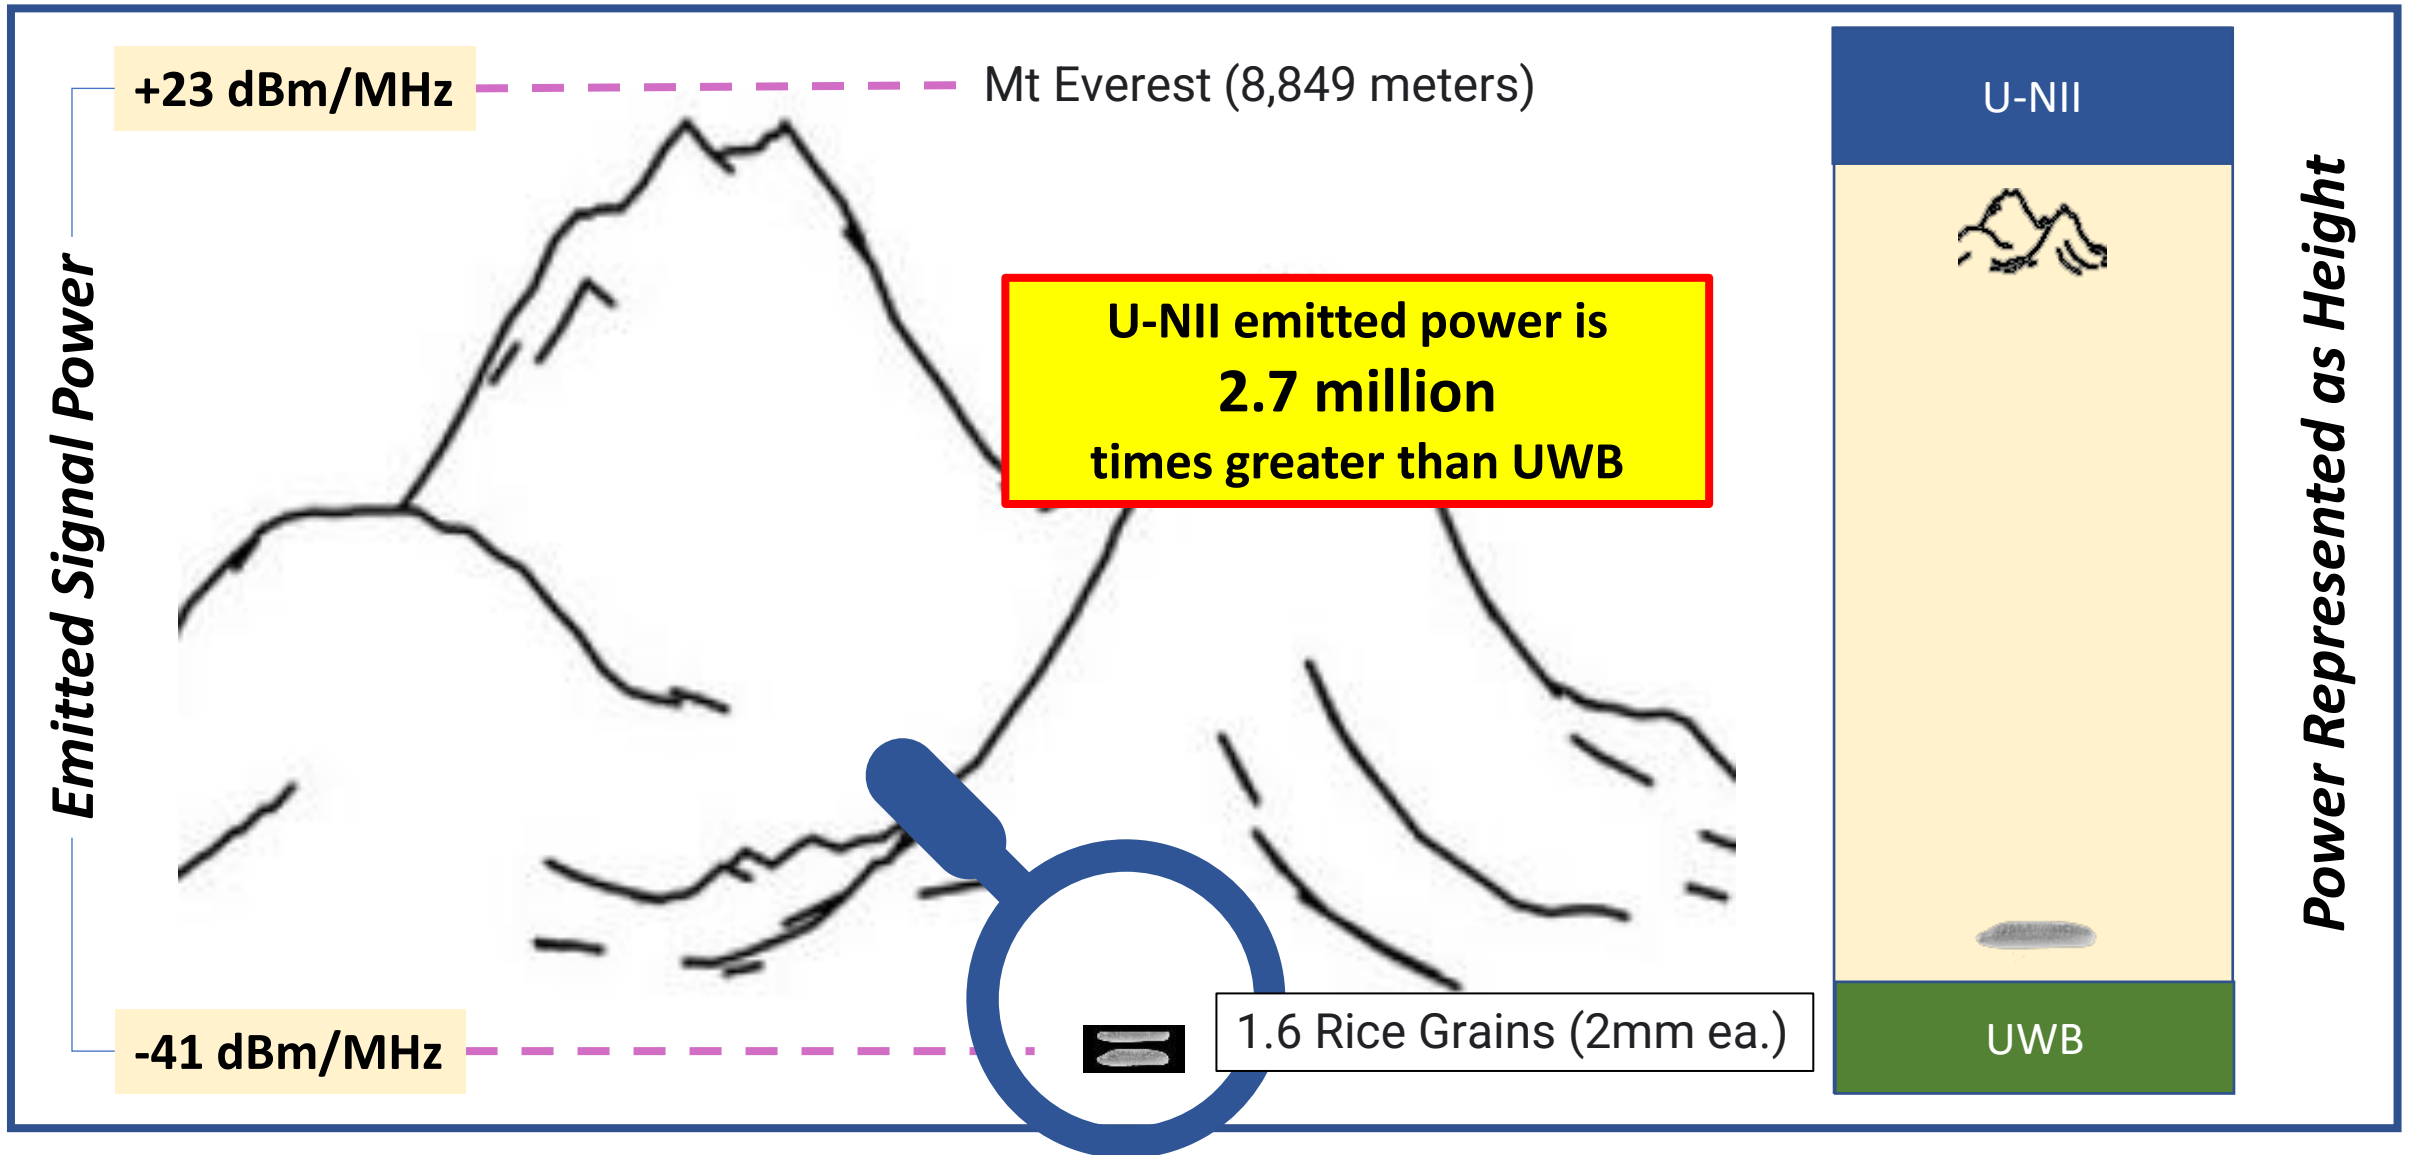 +23 dBm/MHz
Mt Everest (8,849 meters)
U-NII
Emitted Signal Power
Power Represented as Height
U-NII emitted power is
2.7 million
times greater than UWB
-41 dBm/MHz
1.6 Rice Grains (2mm ea.)
UWB